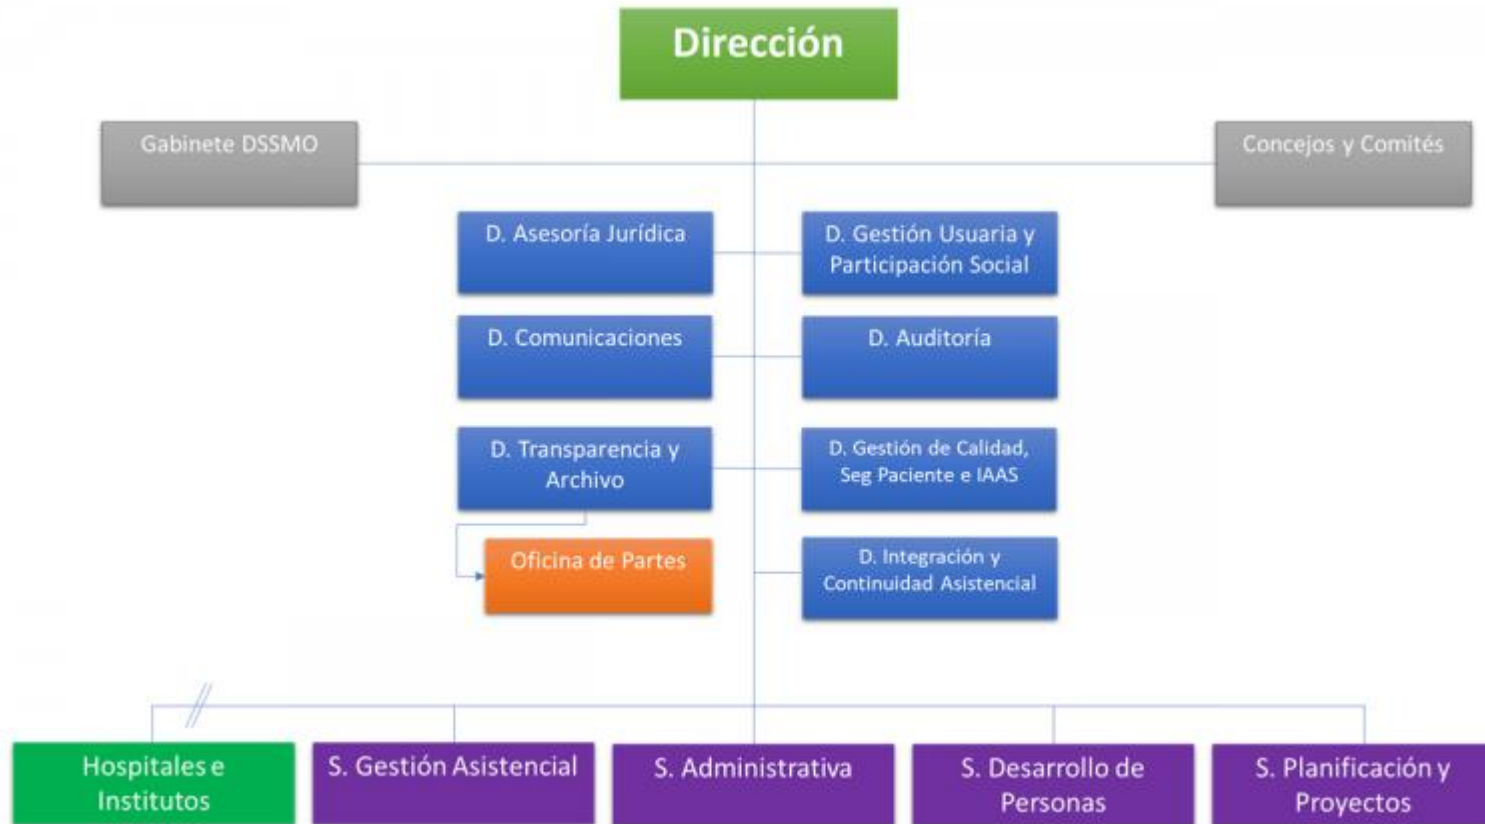 Dirección
Gabinete DSSMO
Concejos y Comités
D. Asesoría Jurídica
D. Gestión Usuaria y
Participación Social
D. Comunicaciones
D. Auditoría
D. Transparencia y
Archivo
D. Gestión de Calidad,
Seg Paciente e IAAS
Oficina de Partes
D. Integración y
Continuidad Asistencial
Hospitales e
Institutos
S. Gestión Asistencial
S. Administrativa
S. Desarrollo de
Personas
S. Planificación y
Proyectos